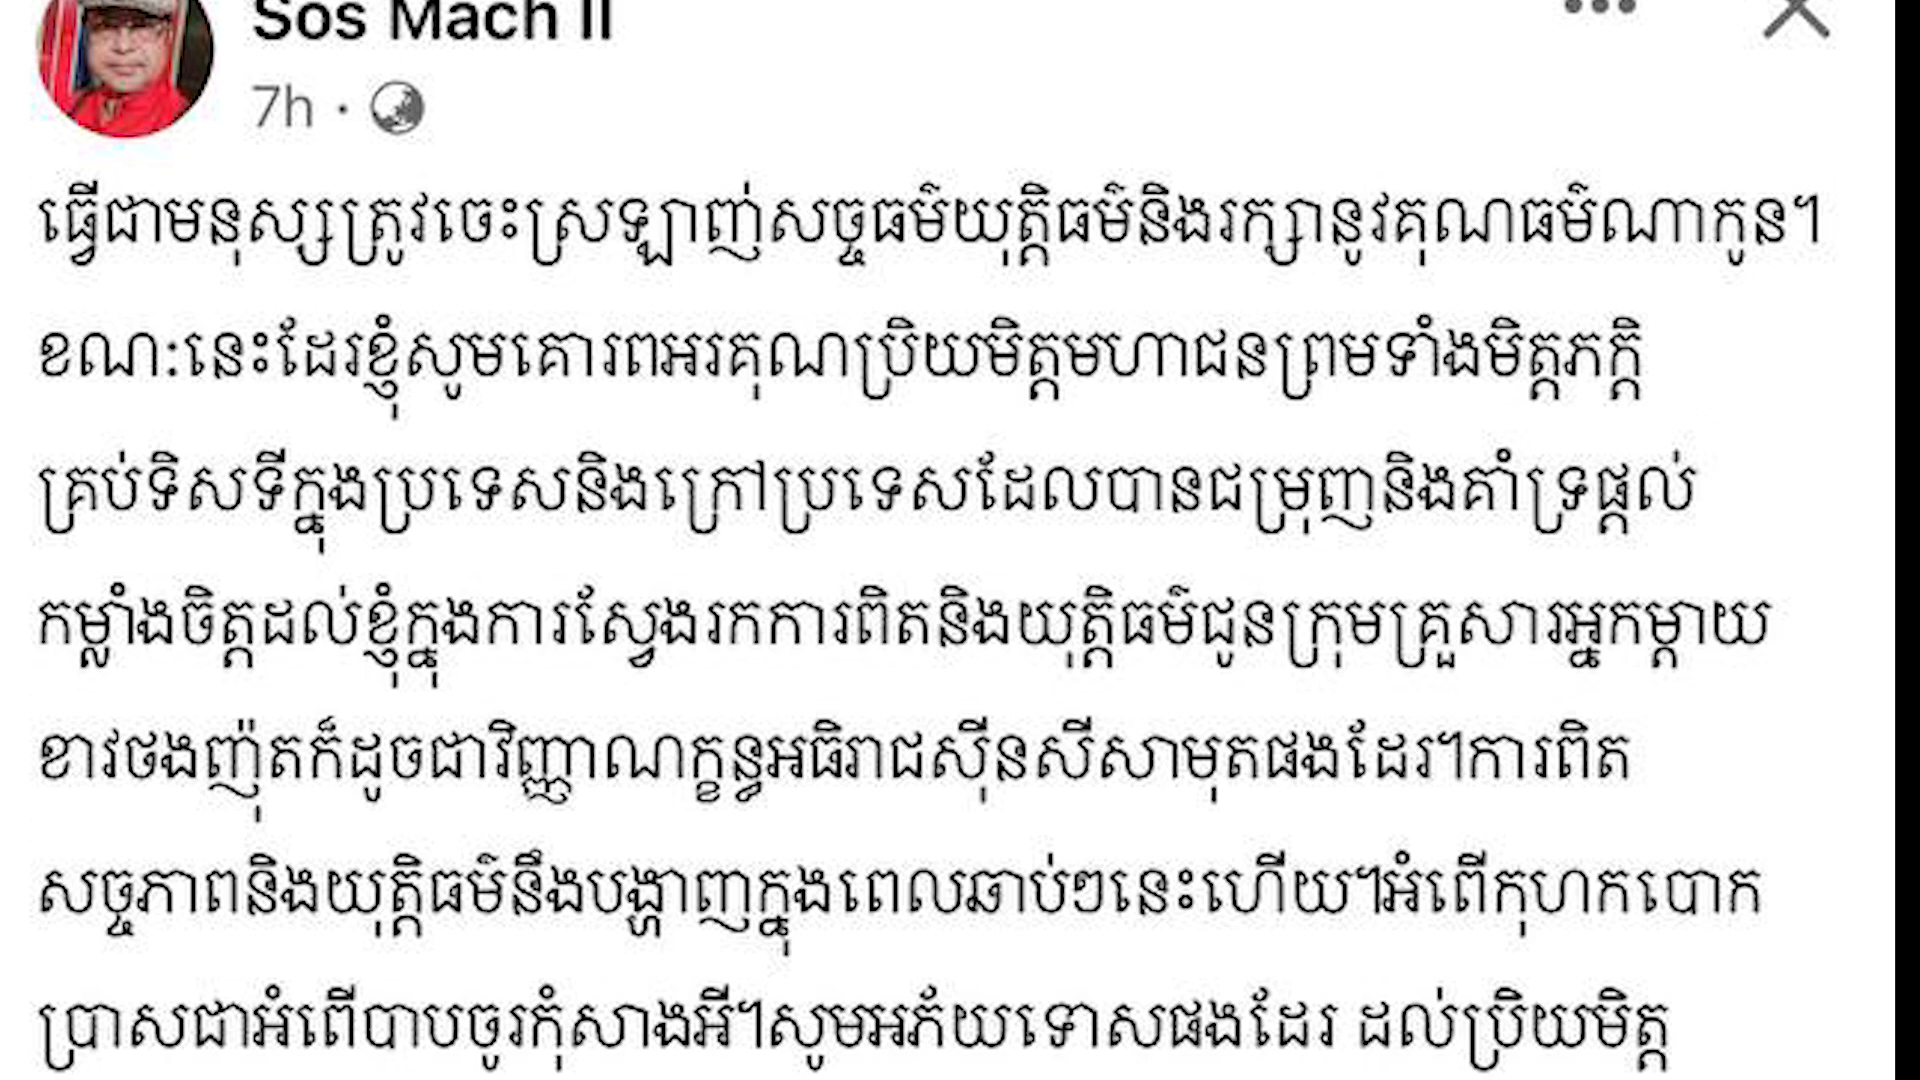 Sos Mach II
7h ·
ធ្វើជាមនុស្សត្រូវចេះស្រឡាញ់សច្ចធម៌យុត្តិធម៌និងរក្សានូវគុណធម៌ណាកូន។
ខណៈនេះដែរខ្ញុំសូមគោរពអរគុណប្រិយមិត្តមហាជនព្រមទាំងមិត្តភក្តិ
គ្រប់ទិសទីក្នុងប្រទេសនិងក្រៅប្រទេសដែលបានជម្រុញនិងគាំទ្រផ្តល់
កម្លាំងចិត្តដល់ខ្ញុំក្នុងការស្វែងរកការពិតនិងយុត្តិធម៌ជូនក្រុមគ្រួសារអ្នកម្តាយ
ខាវថងញ៉ុតក៏ដូចជាវិញ្ញាណក្ខន្ធអធិរាជស៊ីនសីសាមុតផងដែរ។ការពិត
សច្ចភាពនិងយុត្តិធម៌នឹងបង្ហាញក្នុងពេលឆាប់ៗនេះហើយ។អំពើកុហកបោក
ប្រាសជាអំពើបាបចូរកុំសាងអី។សូមអភ័យទោសផងដែរ ដល់ប្រិយមិត្ត